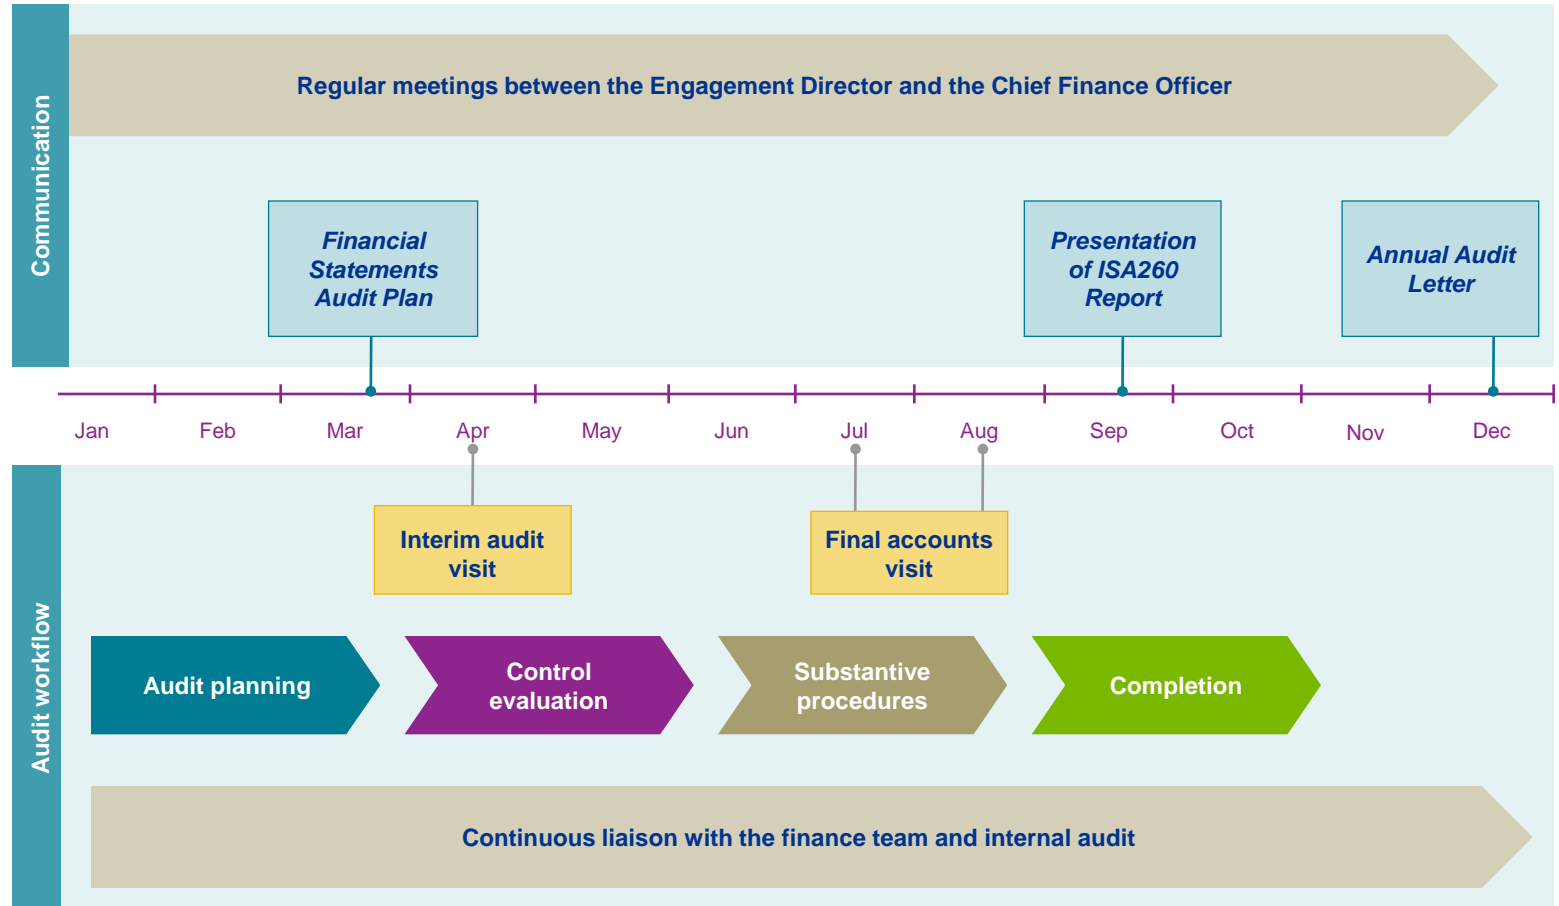 Communication
Regular meetings between the Engagement Director and the Chief Finance Officer
Financial
Statements
Audit Plan
Presentation
of ISA260
Report
Annual Audit
Letter
Jan Feb Mar Apr May Jun Jul Aug Sep Oct Nov Dec
Audit workflow
Interim audit
visit
Final accounts
visit
Audit planning
Control
evaluation
Substantive
procedures
Completion
Continuous liaison with the finance team and internal audit